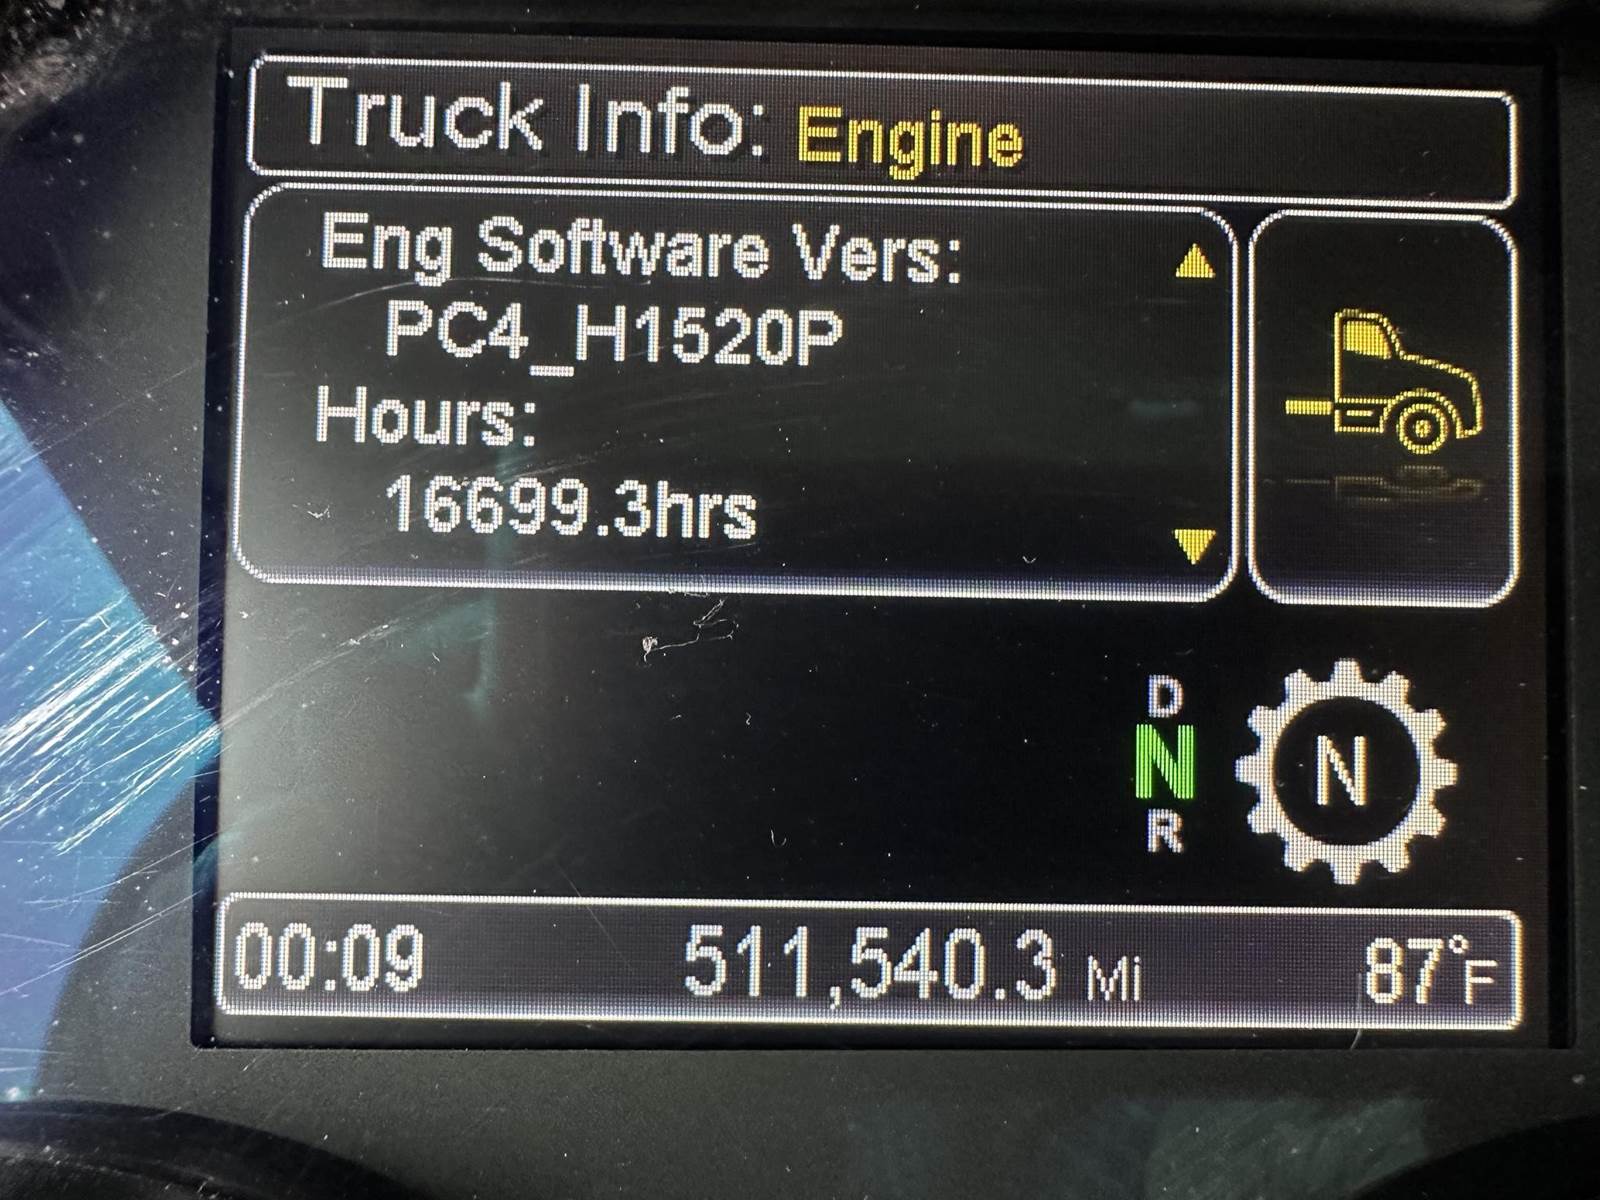 Truck Info: Engine
Eng Software Vers:
PC4_H1520P
Hours:
16699.3hrs
D
N
R
N
00:09 511,540.3 Mi 87°F